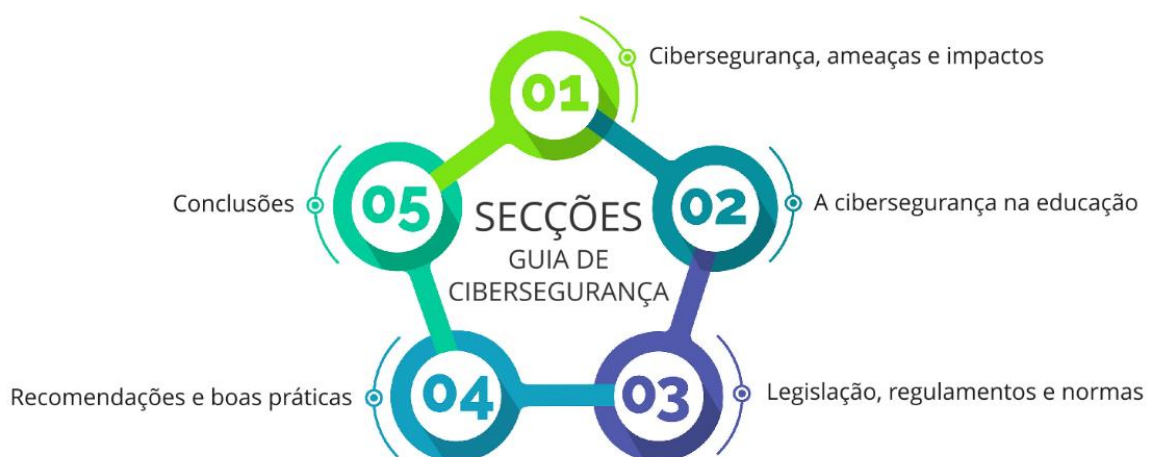 01
Cibersegurança, ameaças e impactos
02
A cibersegurança na educação
03
Legislação, regulamentos e normas
04
Recomendações e boas práticas
05
Conclusões
SECÇÕES
GUIA DE
CIBERSEGURANÇA